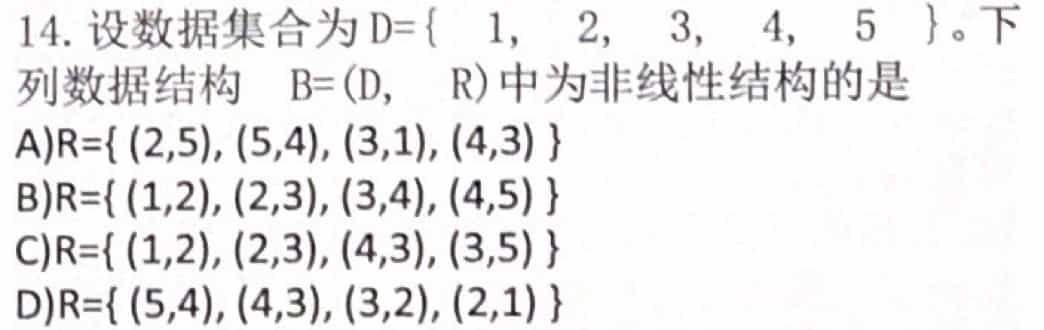 14. 设数据集合为 D={ 1, 2, 3, 4, 5 }。下
列数据结构 B=(D, R)中为非线性结构的是
A)R={ (2,5), (5,4), (3,1), (4,3) }
B)R={ (1,2), (2,3), (3,4), (4,5) }
C)R={ (1,2), (2,3), (4,3), (3,5) }
D)R={ (5,4), (4,3), (3,2), (2,1) }